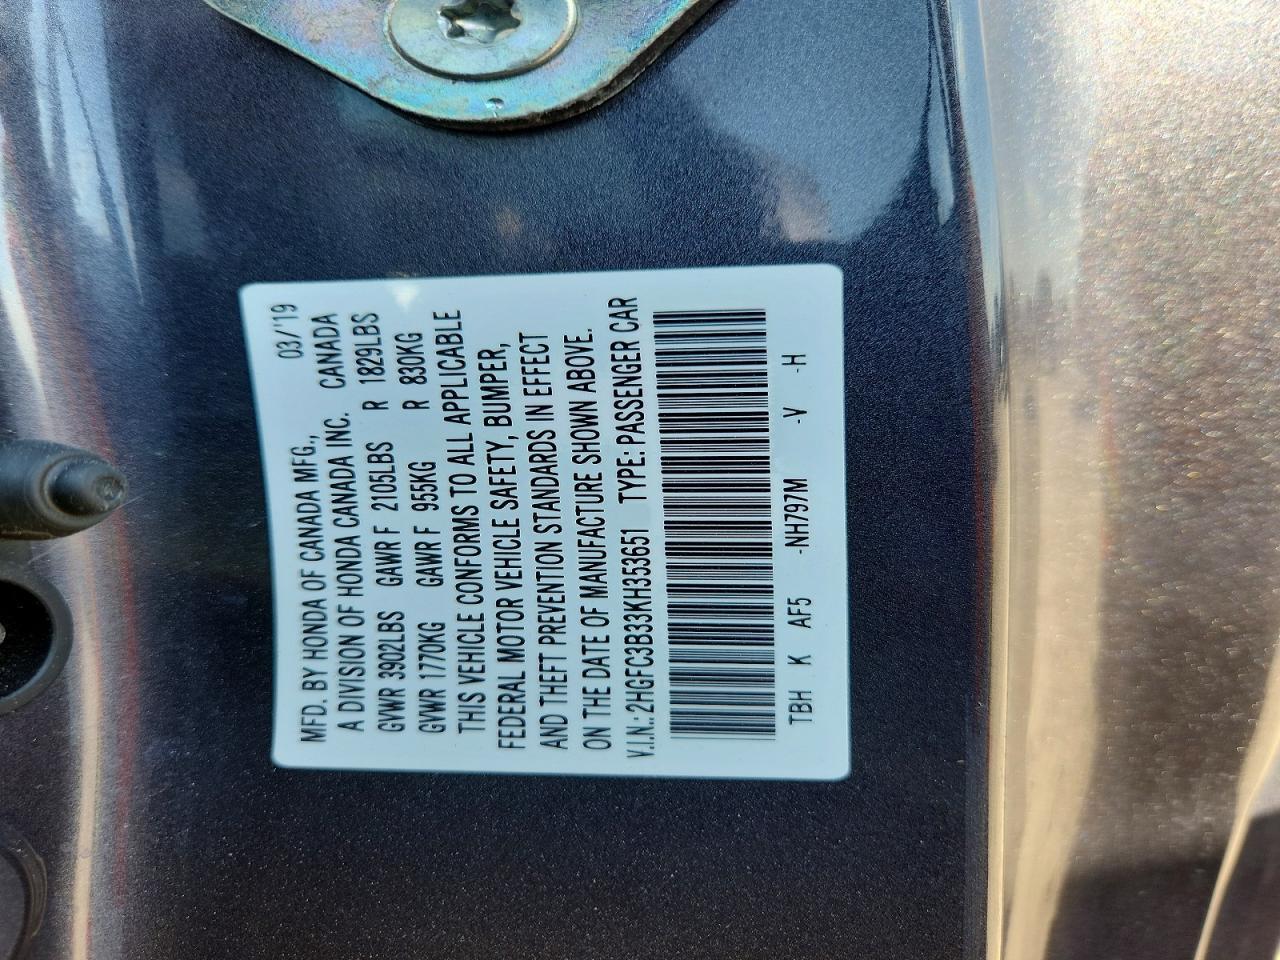 MFD. BY HONDA OF CANADA MFG., 03/'19
A DIVISION OF HONDA CANADA INC. CANADA
GVWR 3902LBS GAWR F 2105LBS R 1829LBS
GVWR 1770KG GAWR F 955KG R 830KG
THIS VEHICLE CONFORMS TO ALL APPLICABLE
FEDERAL MOTOR VEHICLE SAFETY, BUMPER,
AND THEFT PREVENTION STANDARDS IN EFFECT
ON THE DATE OF MANUFACTURE SHOWN ABOVE.
V.I.N.: 2HGFC3B33KH353651 TYPE: PASSENGER CAR
TBH K AF5 -NH797M -V -H